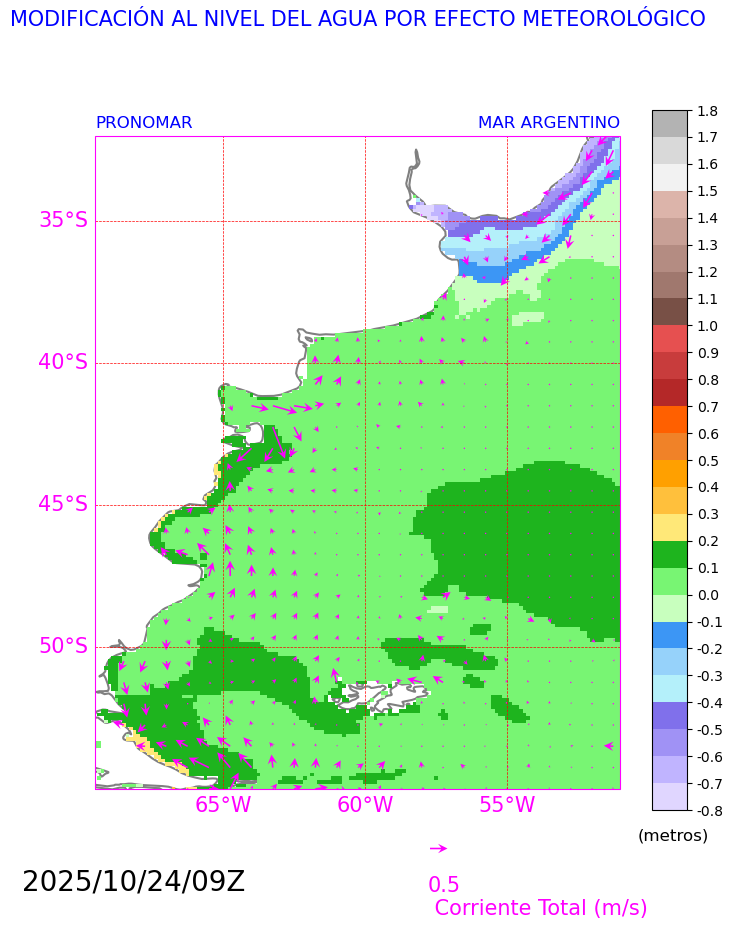 MODIFICACIÓN AL NIVEL DEL AGUA POR EFECTO METEOROLÓGICO
PRONOMAR
MAR ARGENTINO
1.8
1.7
1.6
1.5
1.4
1.3
1.2
1.1
1.0
0.9
0.8
0.7
0.6
0.5
0.4
0.3
0.2
0.1
0.0
-0.1
-0.2
-0.3
-0.4
-0.5
-0.6
-0.7
-0.8
(metros)
35°S
40°S
45°S
50°S
65°W
60°W
55°W
2025/10/24/09Z
0.5
Corriente Total (m/s)